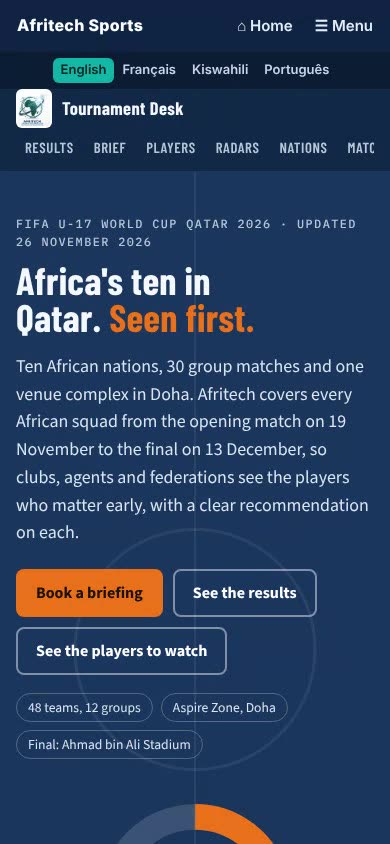 Afritech Sports
⌂ Home
☰ Menu
English
Français
Kiswahili
Português
Tournament Desk
RESULTS
BRIEF
PLAYERS
RADARS
NATIONS
MATC
FIFA U-17 WORLD CUP QATAR 2026 · UPDATED
26 NOVEMBER 2026
Africa's ten in
Qatar. Seen first.
Ten African nations, 30 group matches and one
venue complex in Doha. Afritech covers every
African squad from the opening match on 19
November to the final on 13 December, so
clubs, agents and federations see the players
who matter early, with a clear recommendation
on each.
Book a briefing
See the results
See the players to watch
48 teams, 12 groups
Aspire Zone, Doha
Final: Ahmad bin Ali Stadium